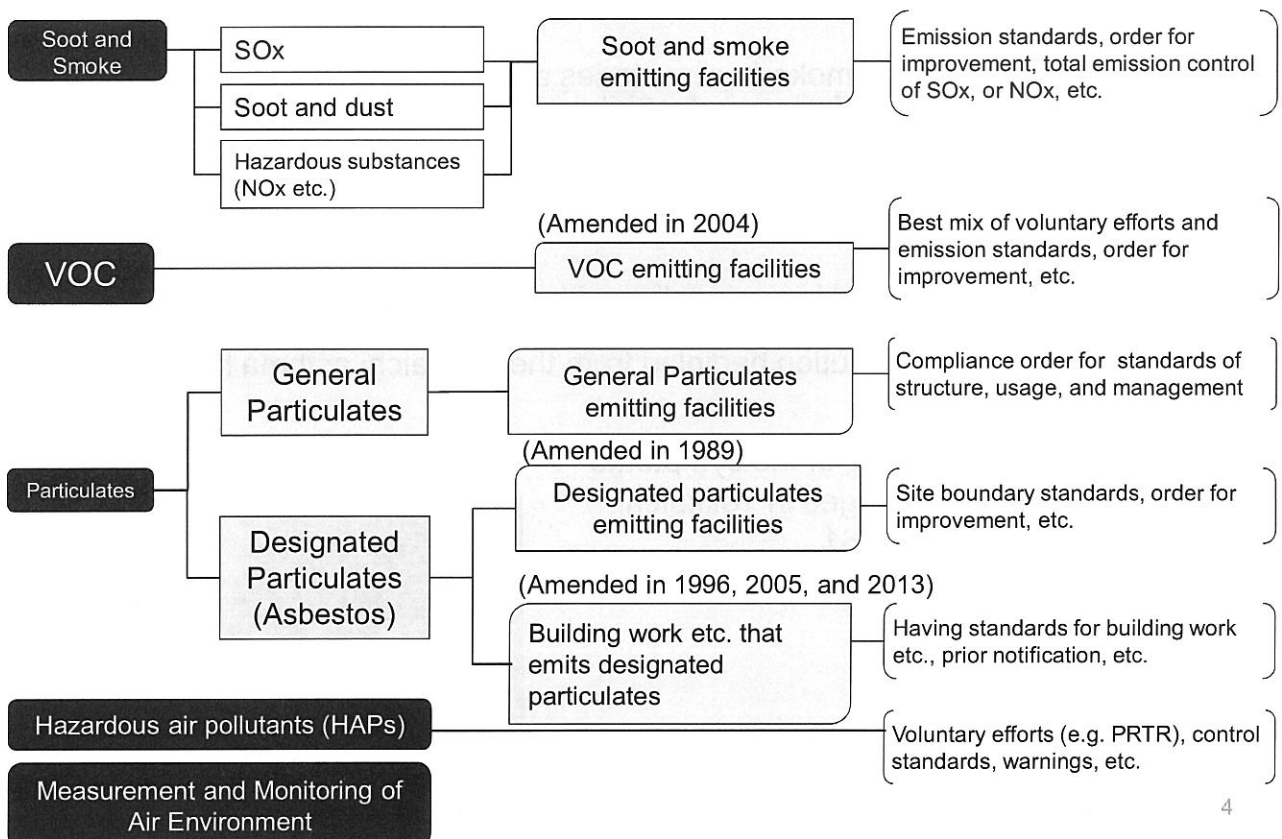 Soot and
Smoke
SOx
Soot and dust
Hazardous substances
(NOx etc.)
Soot and smoke
emitting facilities
Emission standards, order for
improvement, total emission control
of SOx, or NOx, etc.
VOC
(Amended in 2004)
VOC emitting facilities
Best mix of voluntary efforts and
emission standards, order for
improvement, etc.
Particulates
General
Particulates
General Particulates
emitting facilities
Compliance order for standards of
structure, usage, and management
Designated
Particulates
(Asbestos)
(Amended in 1989)
Designated particulates
emitting facilities
Site boundary standards, order for
improvement, etc.
(Amended in 1996, 2005, and 2013)
Building work etc. that
emits designated
particulates
Having standards for building work
etc., prior notification, etc.
Hazardous air pollutants (HAPs)
Voluntary efforts (e.g. PRTR), control
standards, warnings, etc.
Measurement and Monitoring of
Air Environment
4